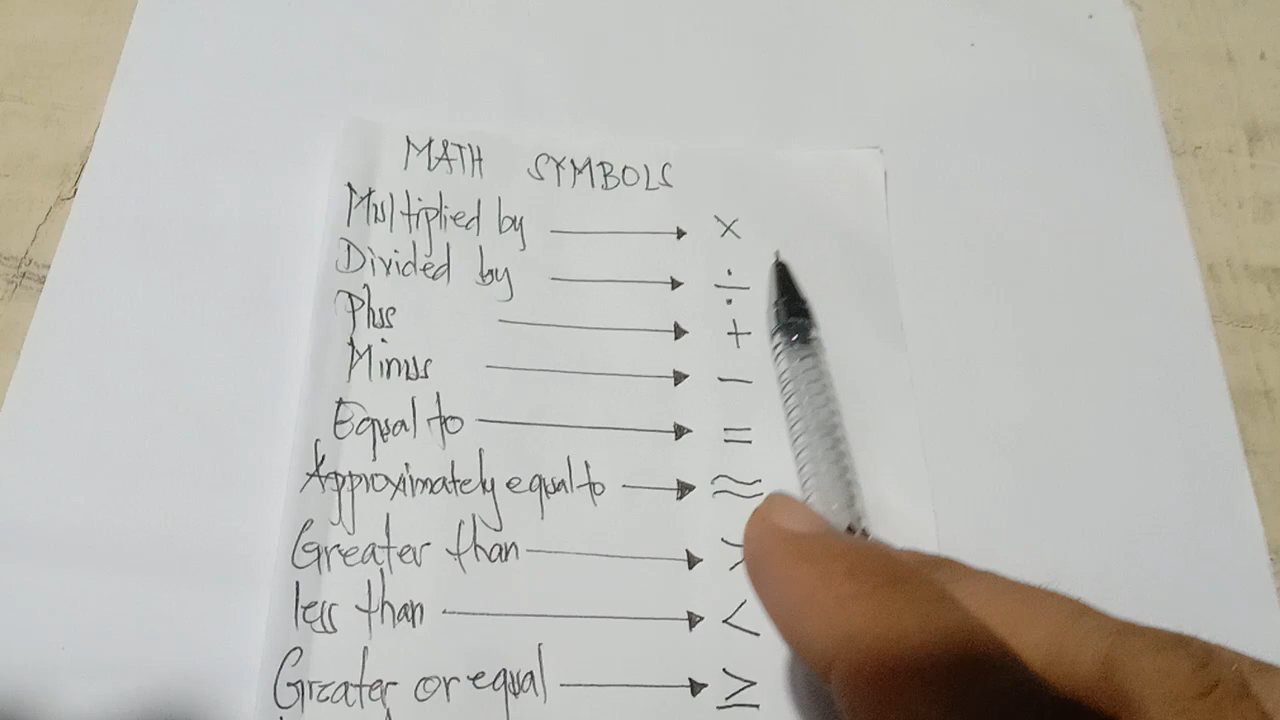 MATH SYMBOLS
Multiplied by → ×
Divided by → ÷
Plus → +
Minus → −
Equal to → =
Approximately equal to → ≈
Greater than → >
less than → <
Greater or equal → ≥